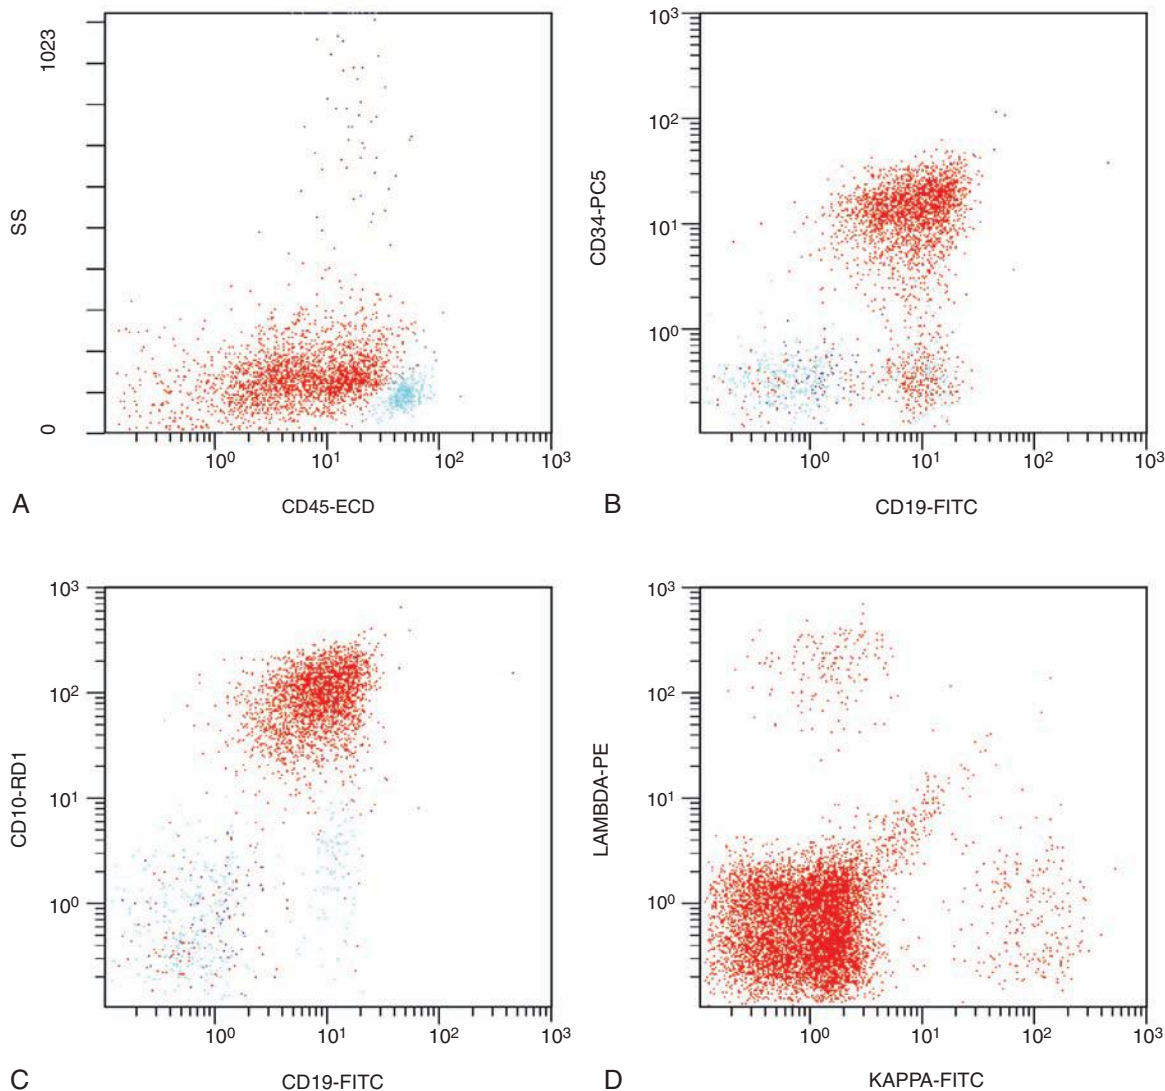 1023
SS
0
10⁰ 10¹ 10² 10³
A
CD45-ECD
10³
10²
CD34-PC5
10¹
10⁰
10⁰ 10¹ 10² 10³
B
CD19-FITC
10³
10²
CD10-RD1
10¹
10⁰
10⁰ 10¹ 10² 10³
C
CD19-FITC
10³
10²
LAMBDA-PE
10¹
10⁰
10⁰ 10¹ 10² 10³
D
KAPPA-FITC